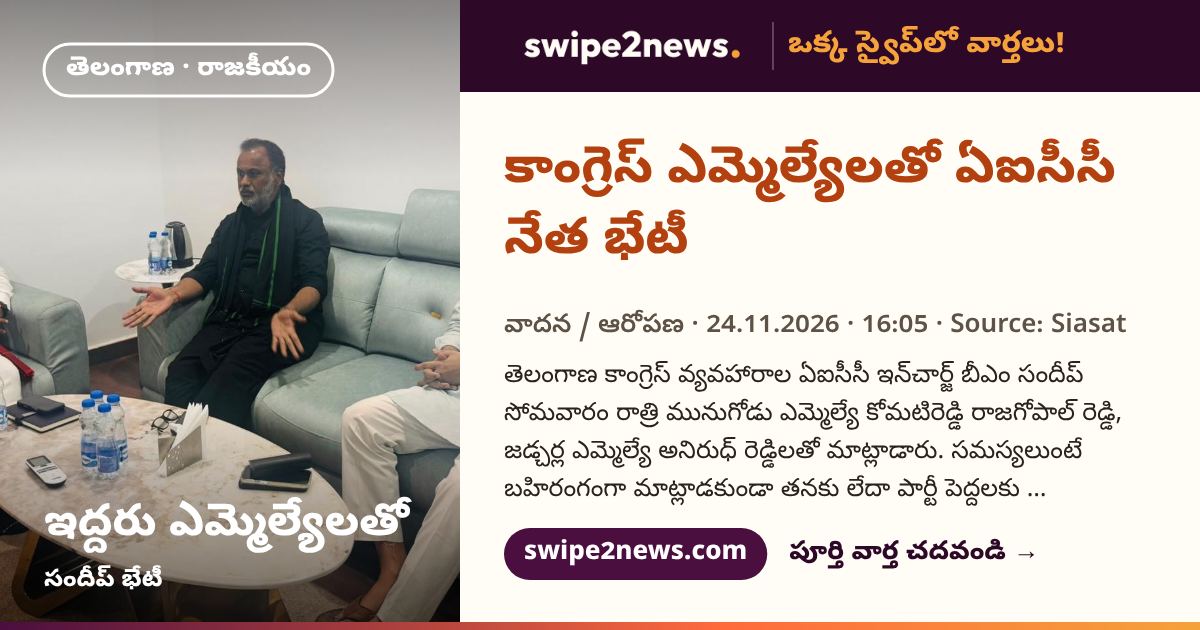 తెలంగాణ · రాజకీయం
ఇద్దరు ఎమ్మెల్యేలతో
సందీప్ భేటీ
swipe2news.
ఒక్క స్వైప్‌లో వార్తలు!
కాంగ్రెస్ ఎమ్మెల్యేలతో ఏఐసీసీ
నేత భేటీ
వాదన / ఆరోపణ · 24.11.2026 · 16:05 · Source: Siasat
తెలంగాణ కాంగ్రెస్ వ్యవహారాల ఏఐసీసీ ఇన్‌చార్జ్ బీఎం సందీప్
సోమవారం రాత్రి మునుగోడు ఎమ్మెల్యే కోమటిరెడ్డి రాజగోపాల్ రెడ్డి,
జడ్చర్ల ఎమ్మెల్యే అనిరుధ్ రెడ్డిలతో మాట్లాడారు. సమస్యలుంటే
బహిరంగంగా మాట్లాడకుండా తనకు లేదా పార్టీ పెద్దలకు ...
swipe2news.com
పూర్తి వార్త చదవండి →